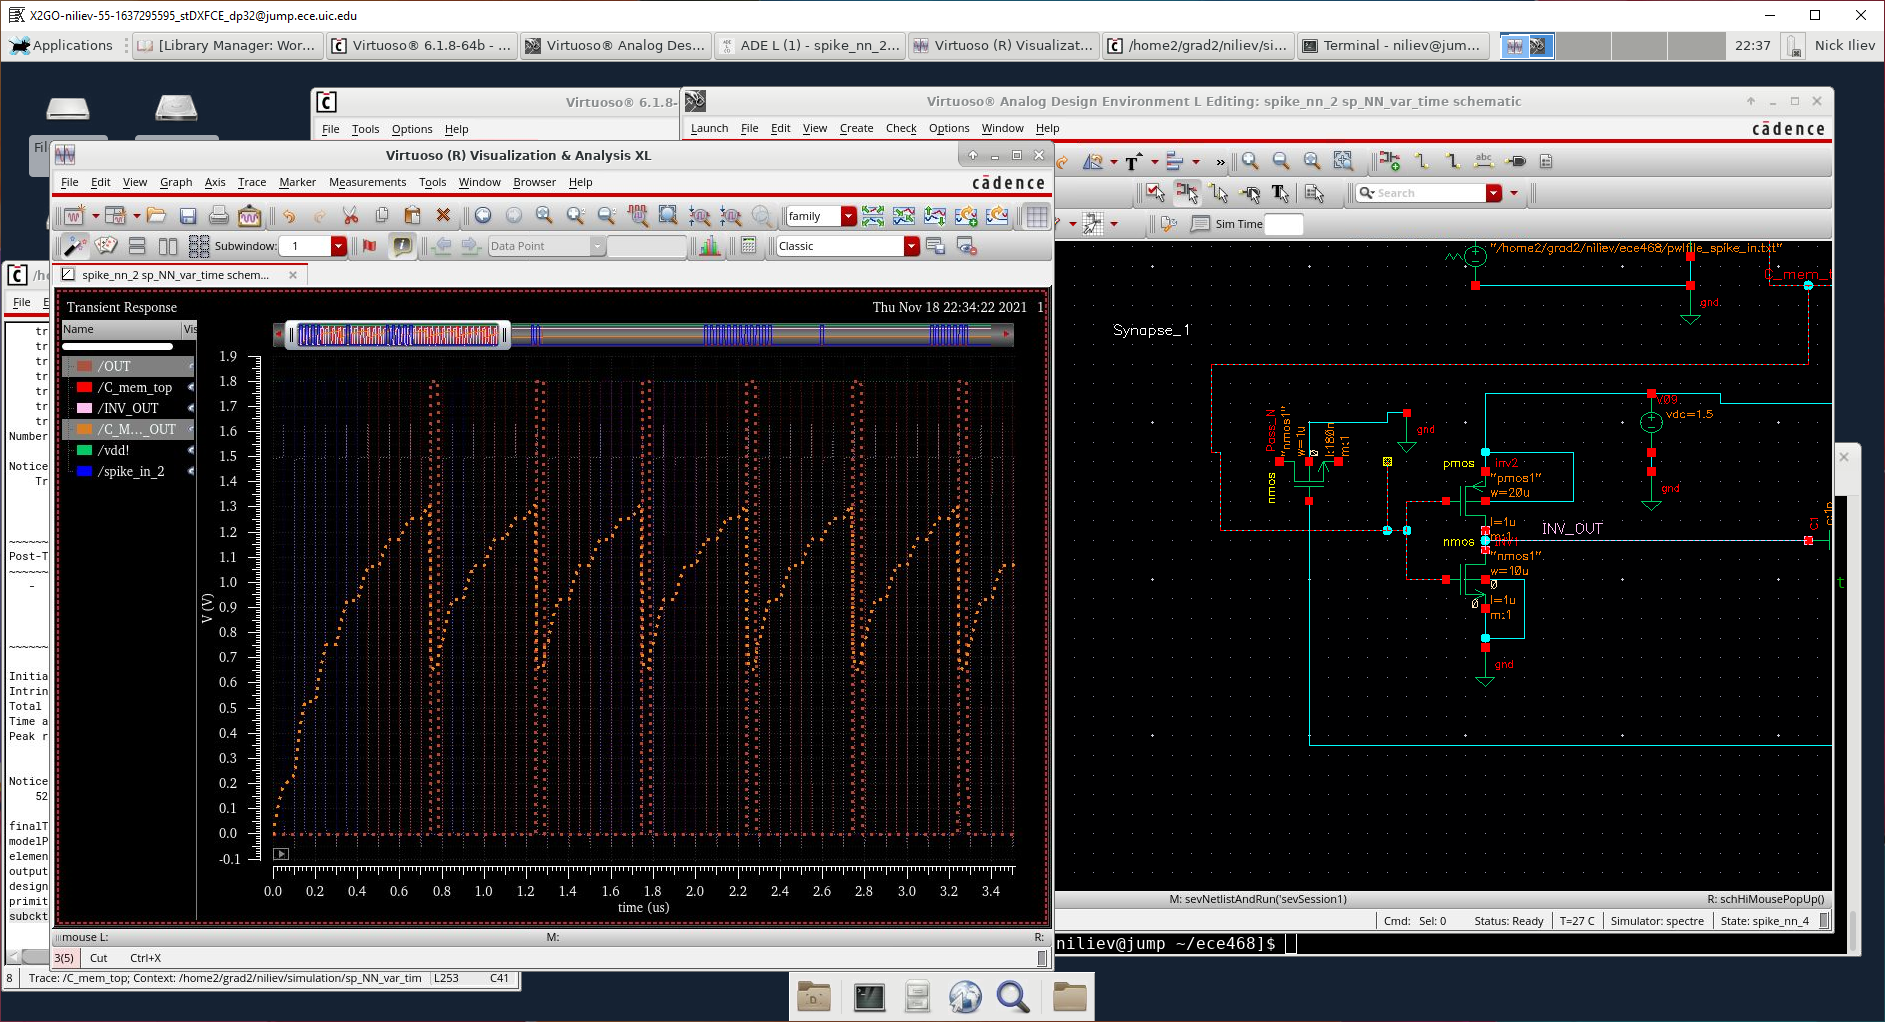 X2GO-niliev-55-1637295595_stDXFCE_dp32@jump.ece.uic.edu
Applications
[Library Manager: Wor...
Virtuoso® 6.1.8-64b - ...
Virtuoso® Analog Des...
ADE L (1) - spike_nn_2...
Virtuoso (R) Visualizat...
/home2/grad2/niliev/si...
Terminal - niliev@jum...
22:37
Nick Iliev
Virtuoso® 6.1.8-
File Tools Options Help
Virtuoso® Analog Design Environment L Editing: spike_nn_2 sp_NN_var_time schematic
Launch File Edit View Create Check Options Window Help
cādence
Search
Sim Time
Virtuoso (R) Visualization & Analysis XL
File Edit View Graph Axis Trace Marker Measurements Tools Window Browser Help
cādence
family
Subwindow: 1
Data Point
Classic
spike_nn_2 sp_NN_var_time schem...
Transient Response
Thu Nov 18 22:34:22 2021 1
Name Vis
/OUT
/C_mem_top
/INV_OUT
/C_M..._OUT
/vdd!
/spike_in_2
1.9
1.8
1.7
1.6
1.5
1.4
1.3
1.2
1.1
1.0
0.9
0.8
0.7
0.6
0.5
0.4
0.3
0.2
0.1
0.0
-0.1
V (V)
0.0 0.2 0.4 0.6 0.8 1.0 1.2 1.4 1.6 1.8 2.0 2.2 2.4 2.6 2.8 3.0 3.2 3.4
time (us)
mouse L:
M:
R:
3(5) Cut Ctrl+X
8 Trace: /C_mem_top; Context: /home2/grad2/niliev/simulation/sp_NN_var_tim L253 C41
/ho
File E
tr
tr
tr
tr
tr
tr
tr
Number
Notice
Tr
~~~~~~
Post-T
~~~~~~
-
~~~~~~
Initia
Intrin
Total
Time a
Peak r
Notice
52
finalT
modelP
elemen
output
design
primit
subckt
"/home2/grad2/niliev/ece468/pwlfile_spike_in.txt"
C_mem_t
gnd
Synapse_1
Pass_N
"nmos1"
w=1u
l:180n
m:1
0
nmos
gnd
V09
vdc=1.5
gnd
pmos
inv2
"pmos1"
w=20u
l=1u
m:1
INV_OUT
C1
nmos
"nmos1"
w=10u
0
l=1u
m:1
0
gnd
M: sevNetlistAndRun('sevSession1)
R: schHiMousePopUp()
Cmd: Sel: 0 Status: Ready T=27 C Simulator: spectre State: spike_nn_4
niliev@jump ~/ece468]$